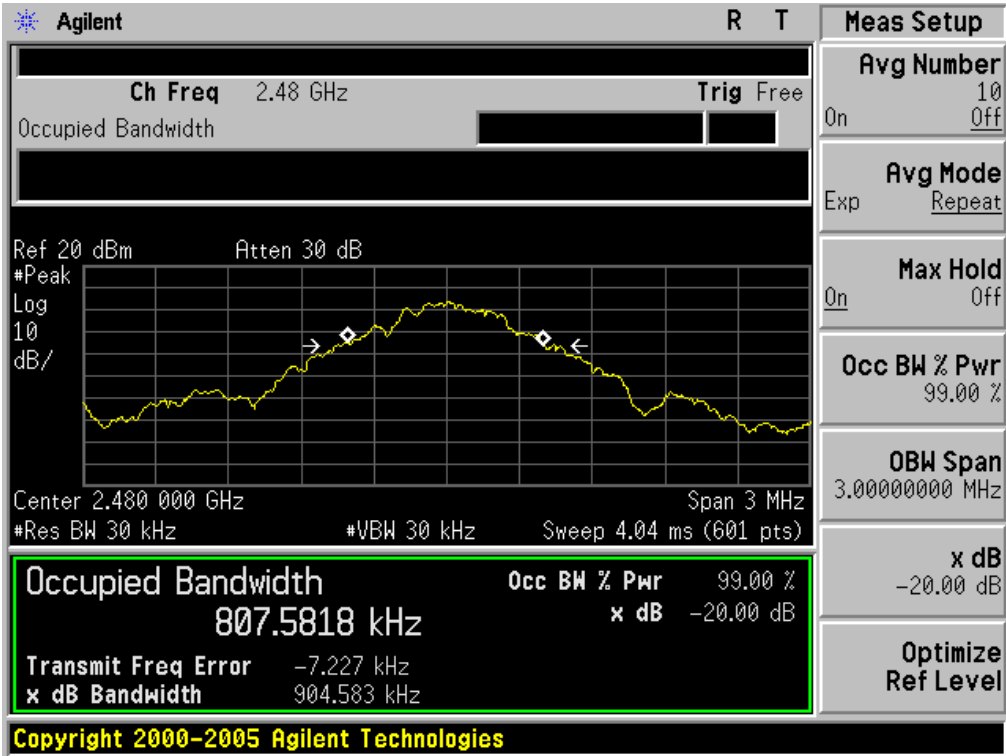 Agilent R T
Ch Freq 2.48 GHz Trig Free
Occupied Bandwidth
Ref 20 dBm Atten 30 dB
#Peak
Log
10
dB/
Center 2.480 000 GHz Span 3 MHz
#Res BW 30 kHz #VBW 30 kHz Sweep 4.04 ms (601 pts)
Occupied Bandwidth Occ BW % Pwr 99.00 %
807.5818 kHz x dB -20.00 dB
Transmit Freq Error -7.227 kHz
x dB Bandwidth 904.583 kHz
Copyright 2000-2005 Agilent Technologies
Meas Setup
Avg Number
10
On Off
Avg Mode
Exp Repeat
Max Hold
On Off
Occ BW % Pwr
99.00 %
OBW Span
3.00000000 MHz
x dB
-20.00 dB
Optimize
Ref Level